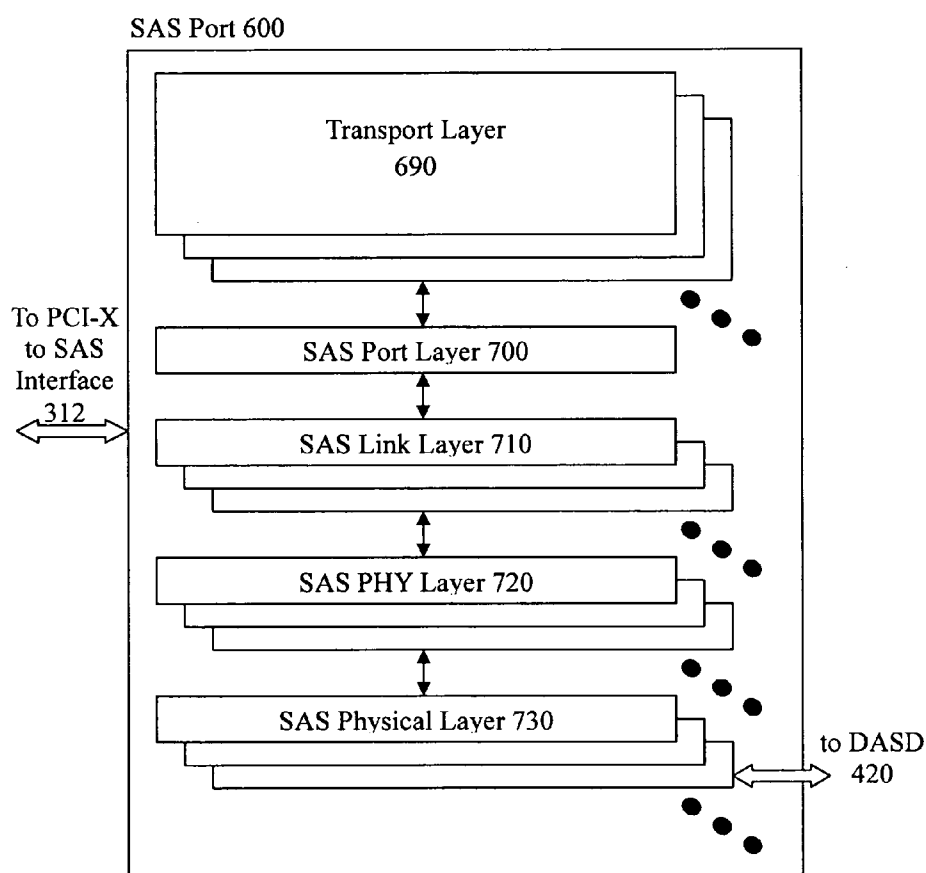 SAS Port 600
Transport Layer
690
To PCI-X
to SAS
Interface
312
SAS Port Layer 700
SAS Link Layer 710
SAS PHY Layer 720
SAS Physical Layer 730
to DASD
420